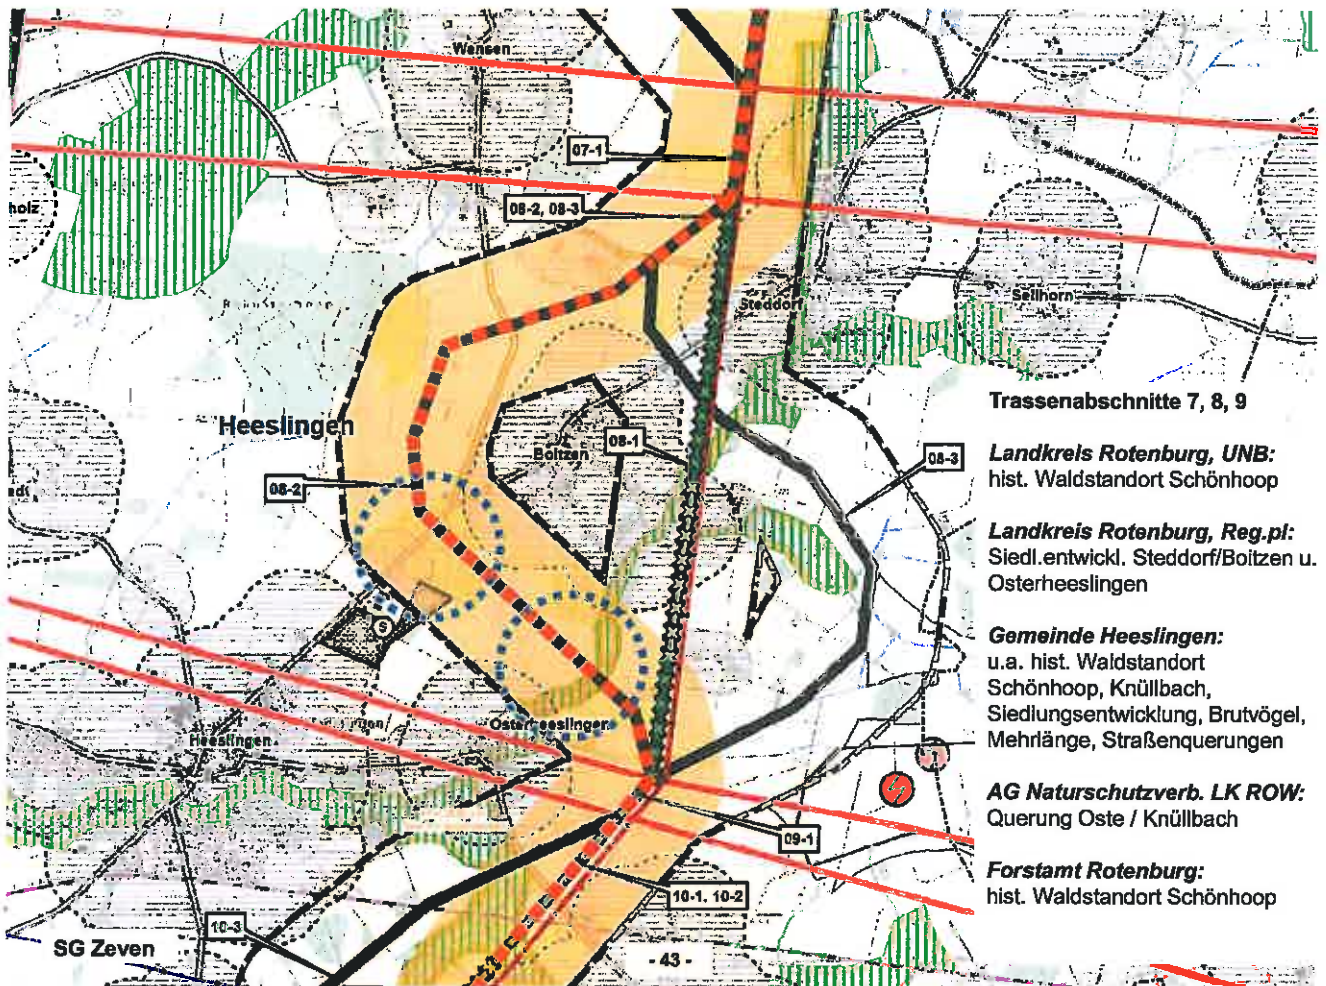 Wensen
07-1
holz
08-2, 08-3
Steddorf
Sellhorn
Trassenabschnitte 7, 8, 9
Heeslingen
08-1
Boitzen
08-3
Landkreis Rotenburg, UNB:
hist. Waldstandort Schönhoop
08-2
Landkreis Rotenburg, Reg.pl:
Siedl.entwickl. Steddorf/Boitzen u.
Osterheeslingen
S
Gemeinde Heeslingen:
u.a. hist. Waldstandort
Schönhoop, Knüllbach,
Siedlungsentwicklung, Brutvögel,
Mehrlänge, Straßenquerungen
Osterheeslingen
Heeslingen
AG Naturschutzverb. LK ROW:
Querung Oste / Knüllbach
09-1
Forstamt Rotenburg:
hist. Waldstandort Schönhoop
10-1, 10-2
10-3
SG Zeven
- 43 -